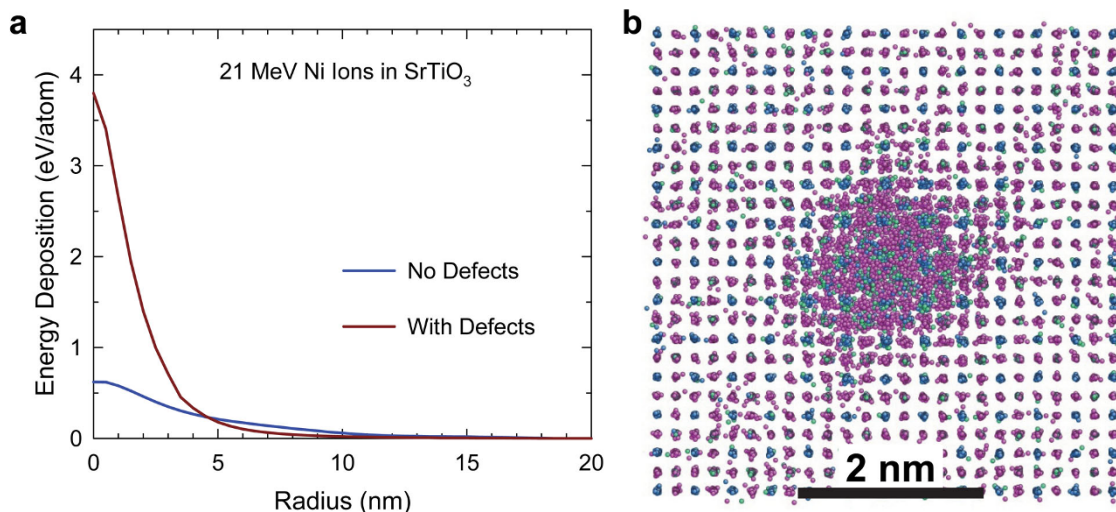 a
21 MeV Ni Ions in SrTiO₃
Energy Deposition (eV/atom)
4
3
2
1
0
No Defects
With Defects
0 5 10 15 20
Radius (nm)
b
2 nm